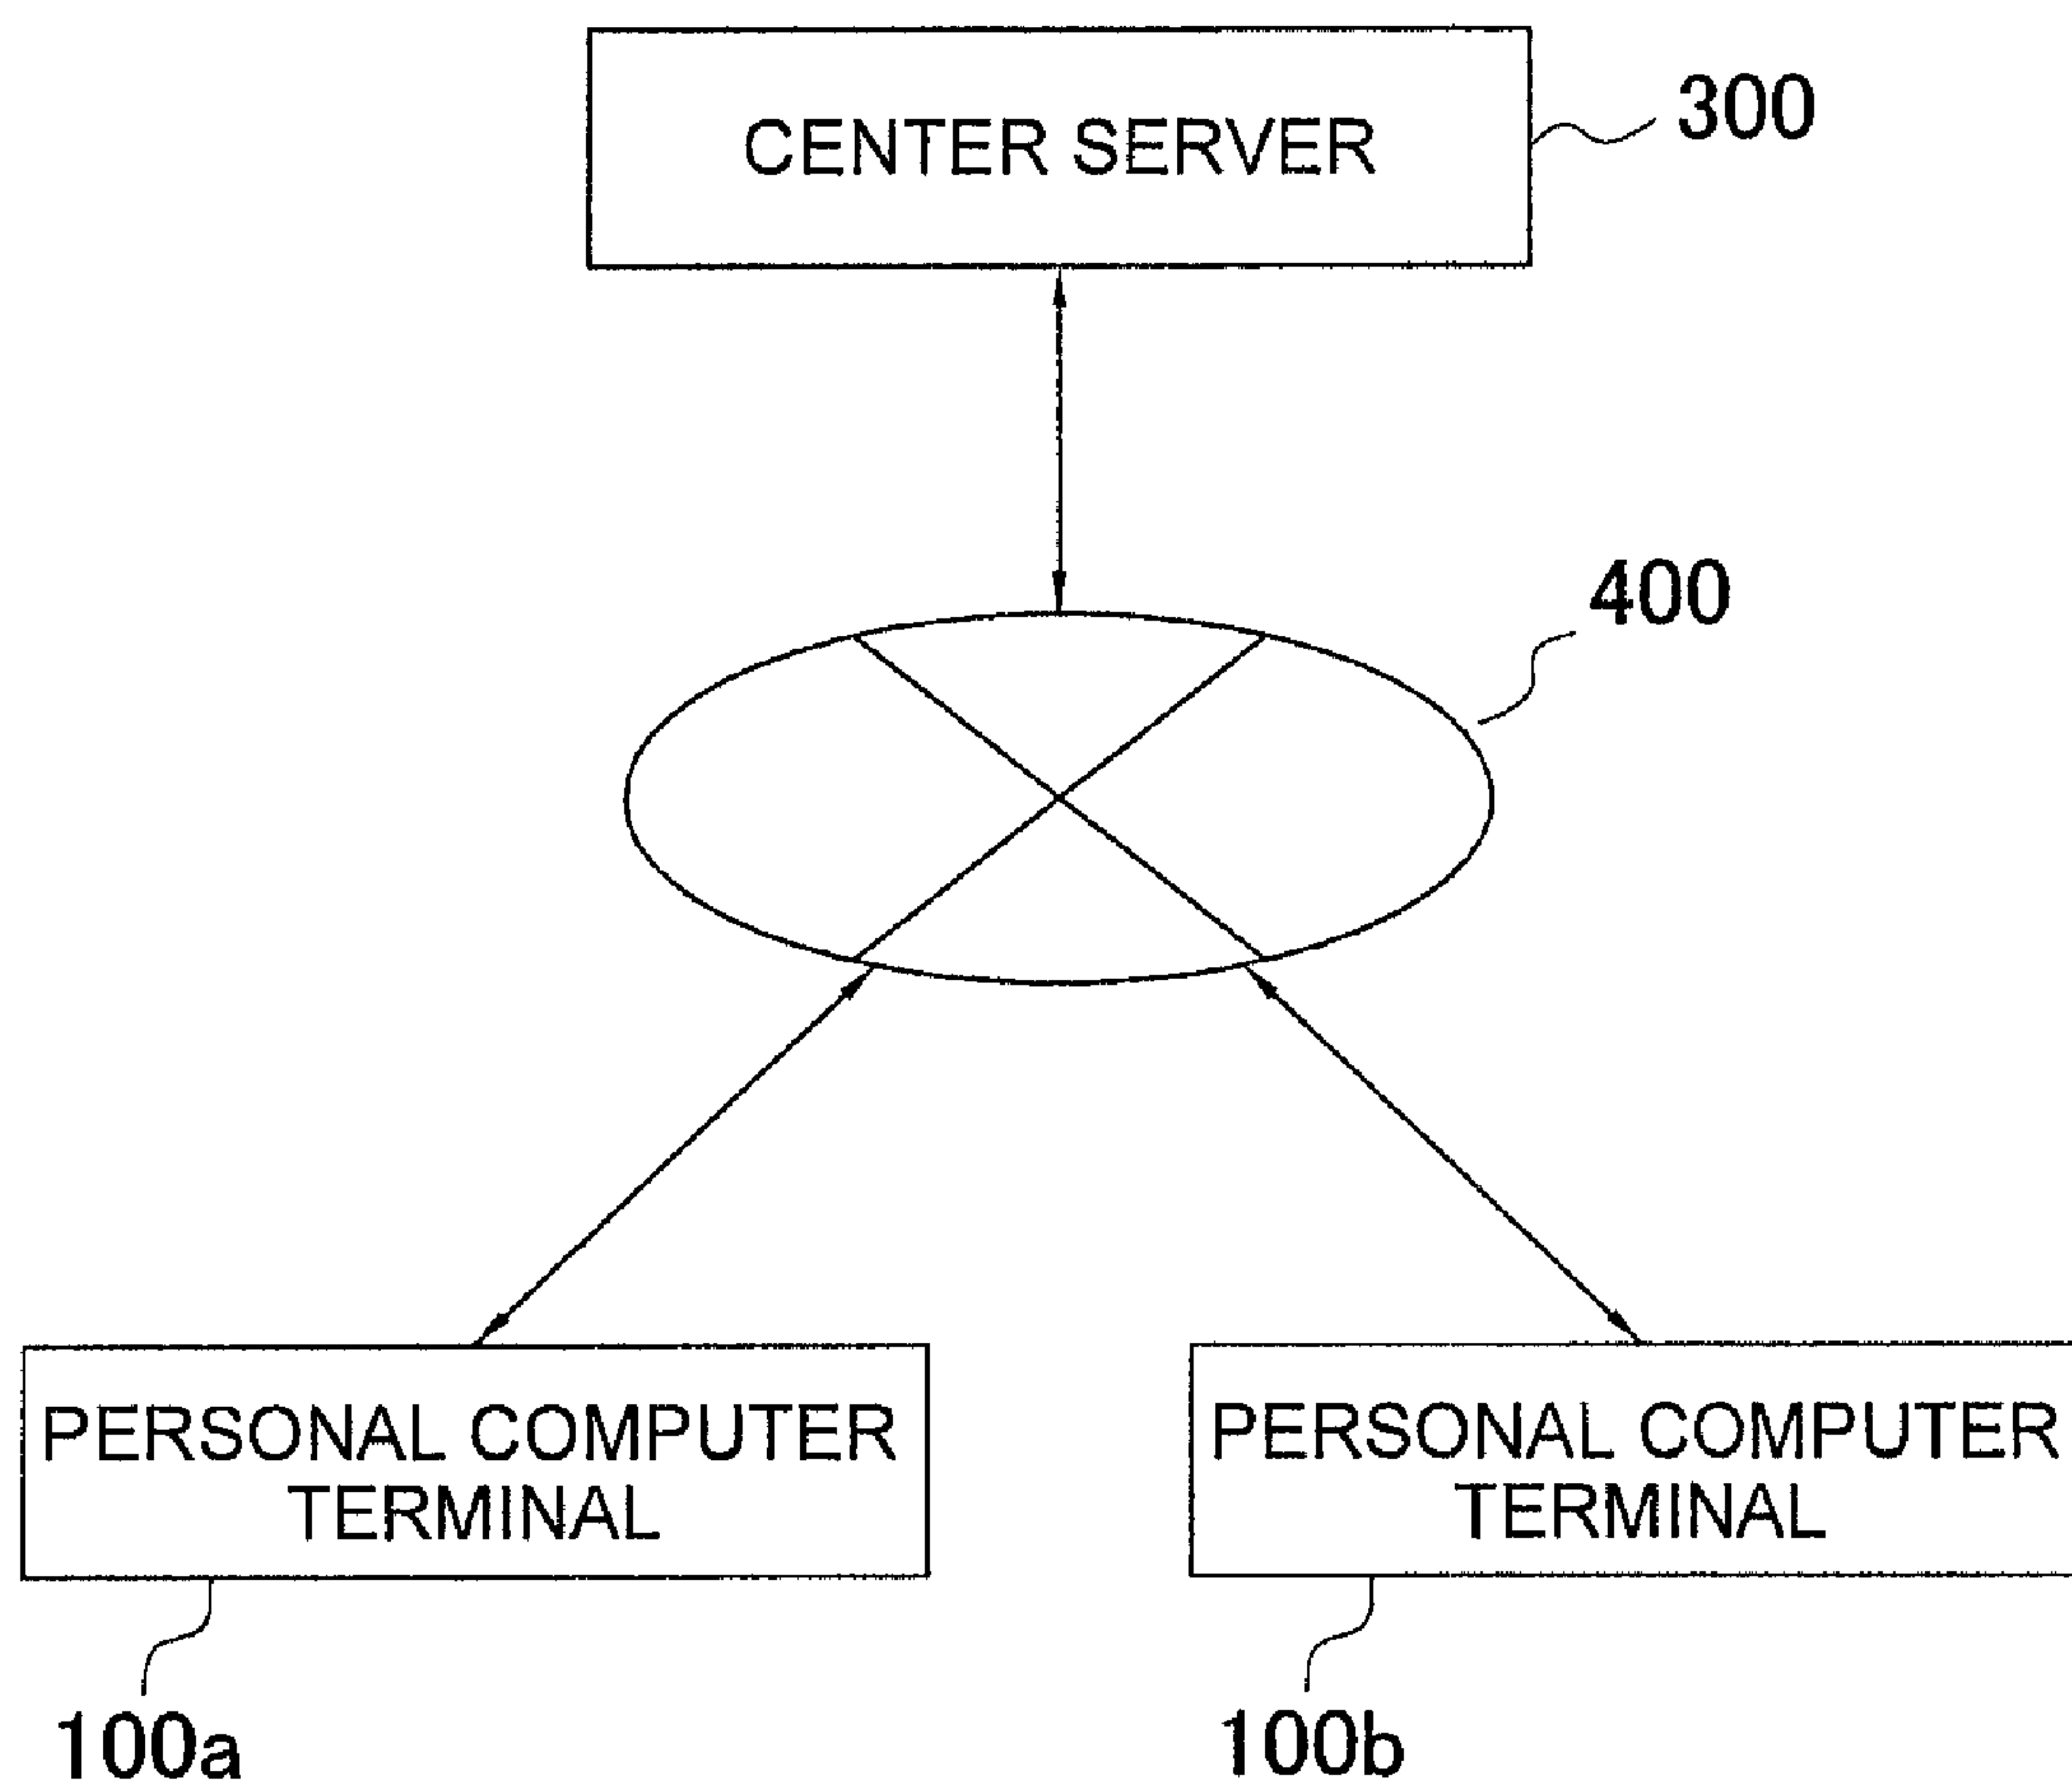 CENTER SERVER
300
400
PERSONAL COMPUTER
TERMINAL
PERSONAL COMPUTER
TERMINAL
100a
100b